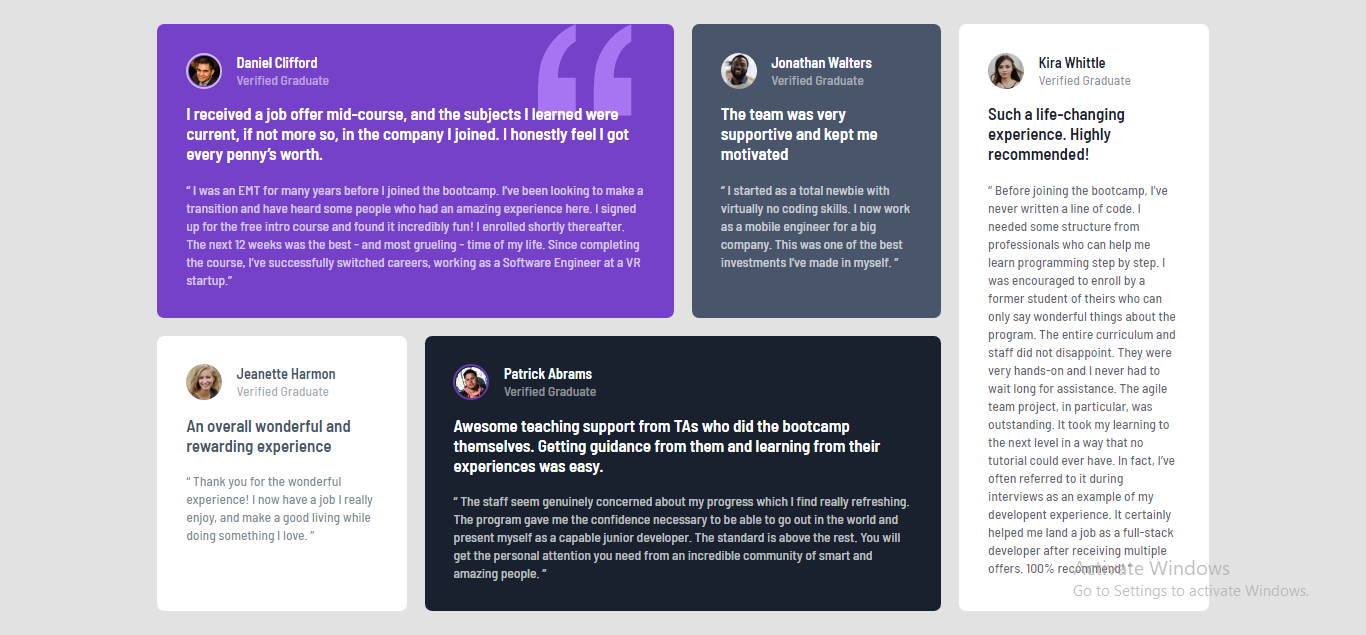 Daniel Clifford
Verified Graduate
I received a job offer mid-course, and the subjects I learned were
current, if not more so, in the company I joined. I honestly feel I got
every penny’s worth.
“ I was an EMT for many years before I joined the bootcamp. I’ve been looking to make a
transition and have heard some people who had an amazing experience here. I signed
up for the free intro course and found it incredibly fun! I enrolled shortly thereafter.
The next 12 weeks was the best - and most grueling - time of my life. Since completing
the course, I’ve successfully switched careers, working as a Software Engineer at a VR
startup.”
Jonathan Walters
Verified Graduate
The team was very
supportive and kept me
motivated
“ I started as a total newbie with
virtually no coding skills. I now work
as a mobile engineer for a big
company. This was one of the best
investments I’ve made in myself. ”
Kira Whittle
Verified Graduate
Such a life-changing
experience. Highly
recommended!
“ Before joining the bootcamp, I’ve
never written a line of code. I
needed some structure from
professionals who can help me
learn programming step by step. I
was encouraged to enroll by a
former student of theirs who can
only say wonderful things about the
program. The entire curriculum and
staff did not disappoint. They were
very hands-on and I never had to
wait long for assistance. The agile
team project, in particular, was
outstanding. It took my learning to
the next level in a way that no
tutorial could ever have. In fact, I’ve
often referred to it during
interviews as an example of my
developent experience. It certainly
helped me land a job as a full-stack
developer after receiving multiple
offers. 100% recommend! ”
Jeanette Harmon
Verified Graduate
An overall wonderful and
rewarding experience
“ Thank you for the wonderful
experience! I now have a job I really
enjoy, and make a good living while
doing something I love. ”
Patrick Abrams
Verified Graduate
Awesome teaching support from TAs who did the bootcamp
themselves. Getting guidance from them and learning from their
experiences was easy.
“ The staff seem genuinely concerned about my progress which I find really refreshing.
The program gave me the confidence necessary to be able to go out in the world and
present myself as a capable junior developer. The standard is above the rest. You will
get the personal attention you need from an incredible community of smart and
amazing people. ”
Activate Windows
Go to Settings to activate Windows.